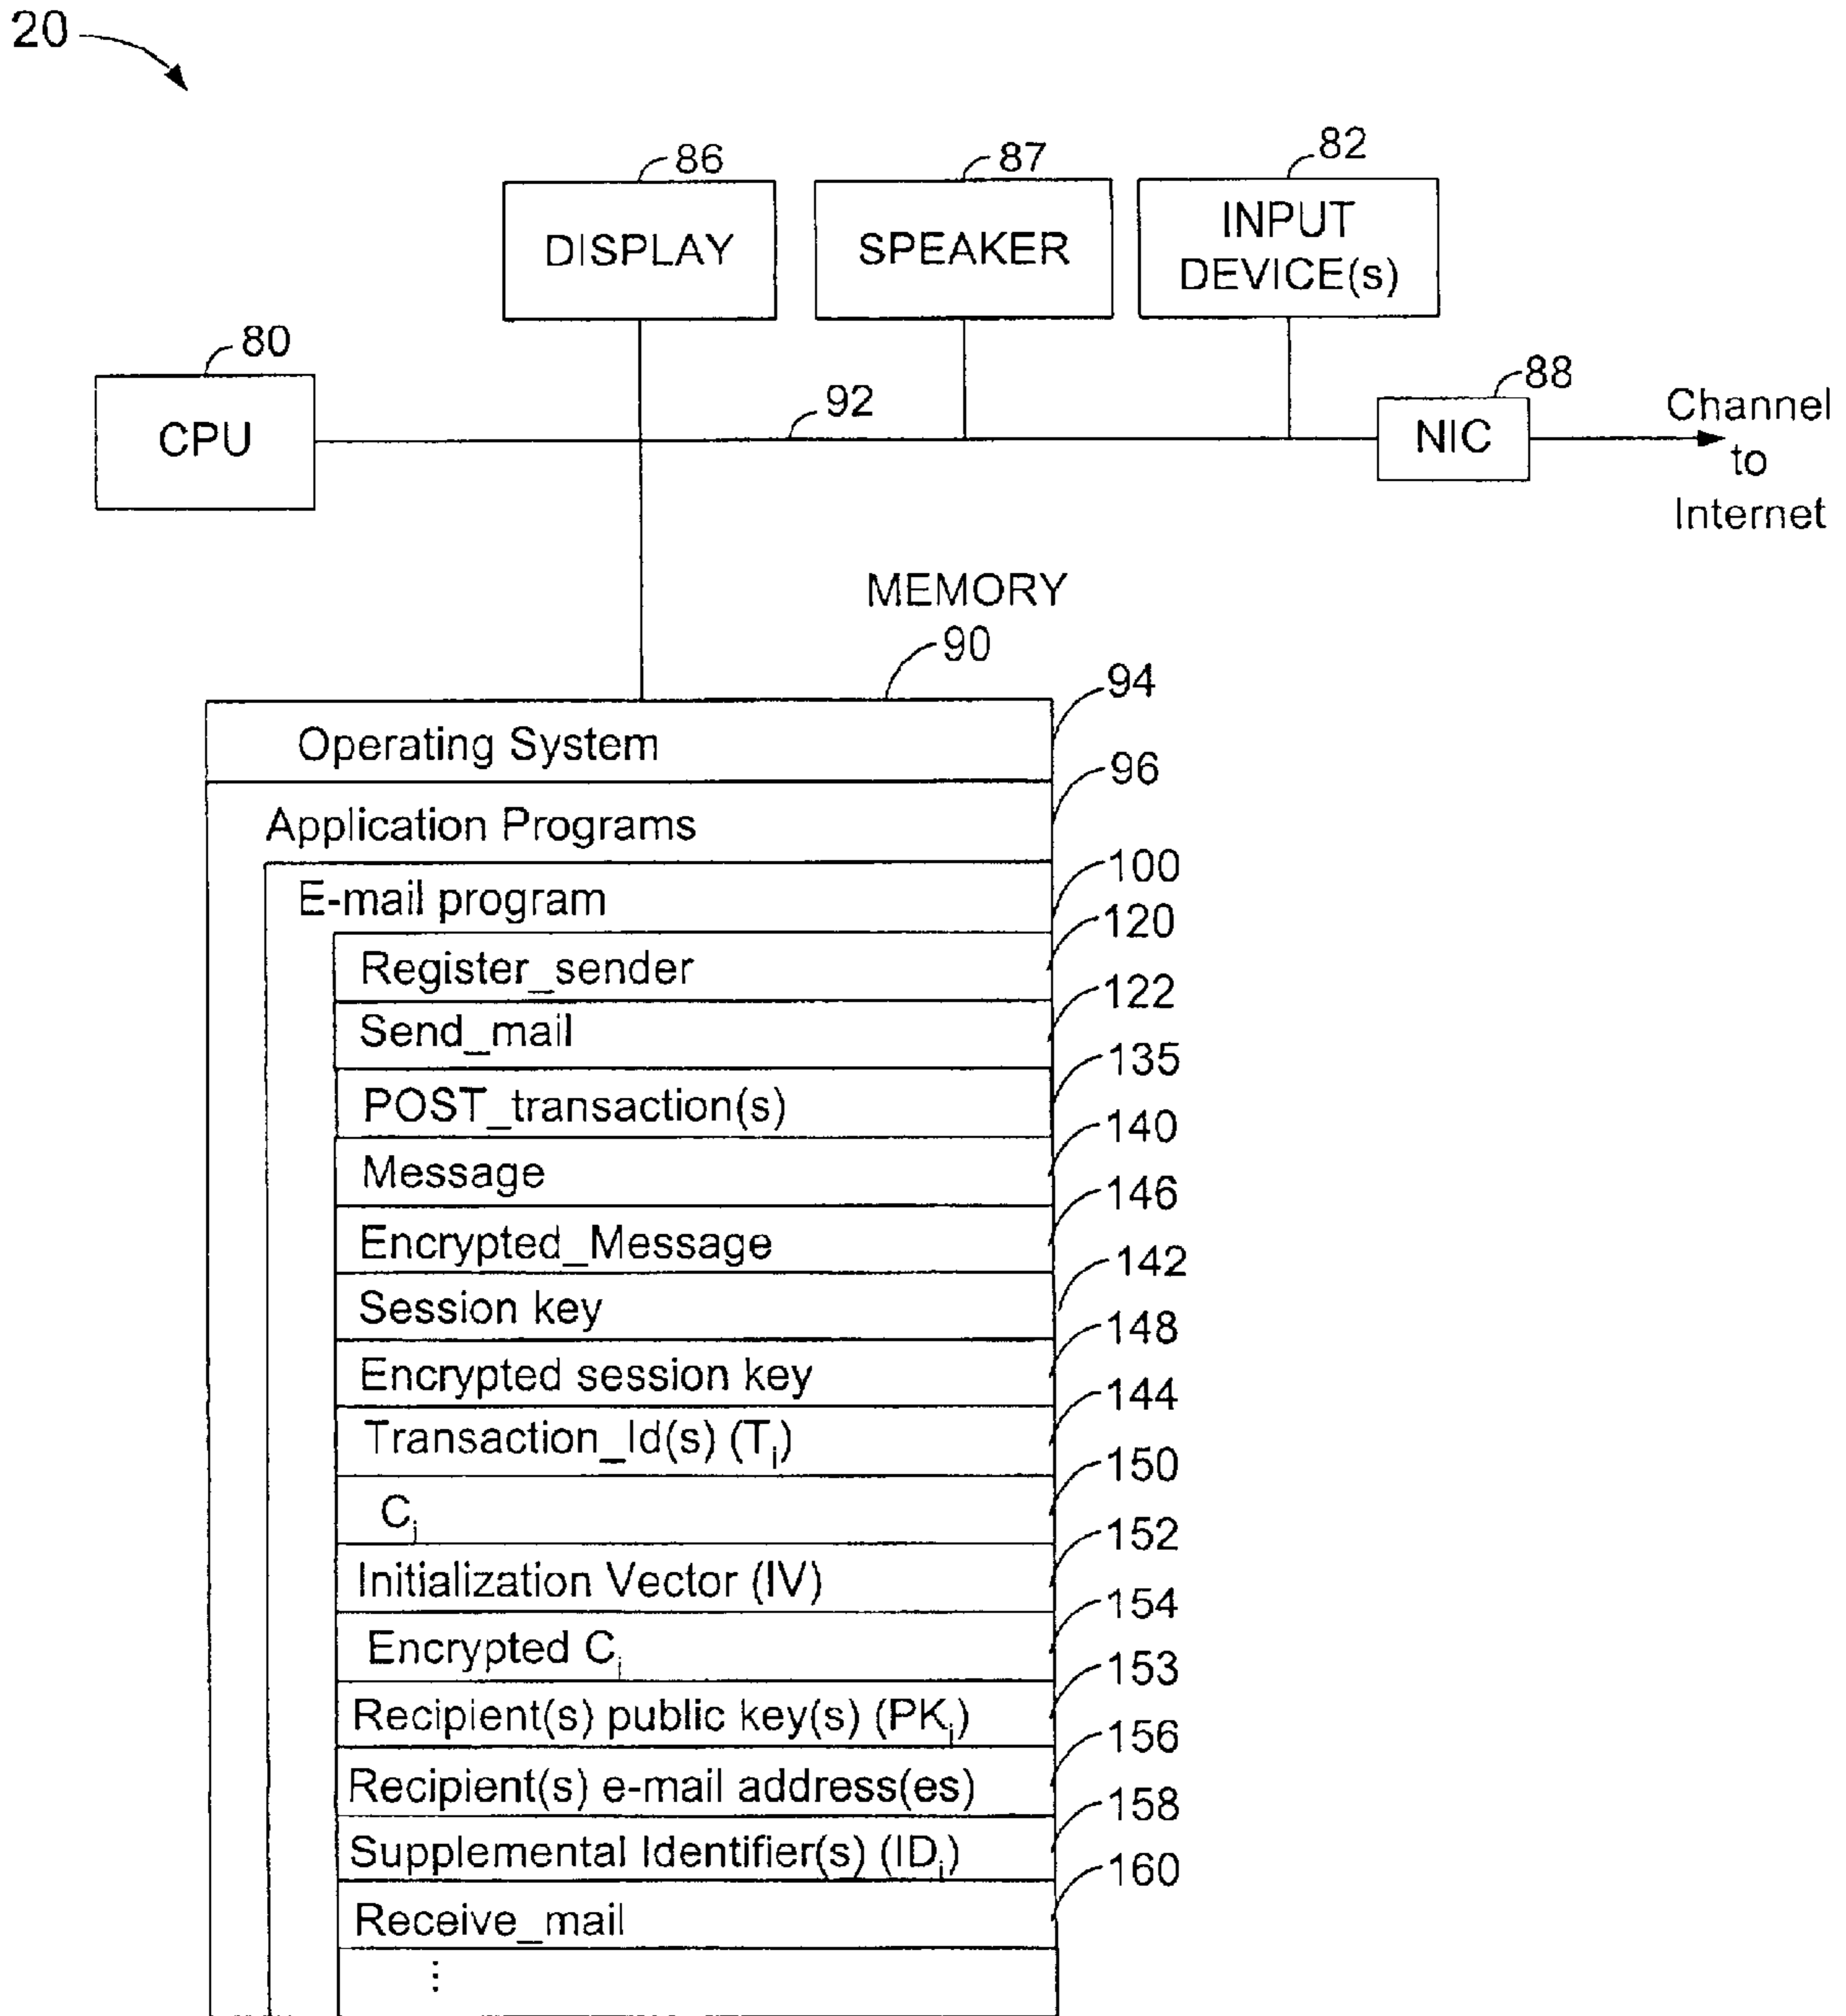 20
86
87
82
DISPLAY
SPEAKER
INPUT
DEVICE(s)
80
CPU
92
88
NIC
Channel
to
Internet
MEMORY
90
94
Operating System
96
Application Programs
100
E-mail program
120
Register_sender
122
Send_mail
135
POST_transaction(s)
140
Message
146
Encrypted_Message
142
Session key
148
Encrypted session key
144
Transaction_Id(s) (Ti)
150
Ci
152
Initialization Vector (IV)
154
Encrypted Ci
153
Recipient(s) public key(s) (PKi)
156
Recipient(s) e-mail address(es)
158
Supplemental Identifier(s) (IDi)
160
Receive_mail
⋮